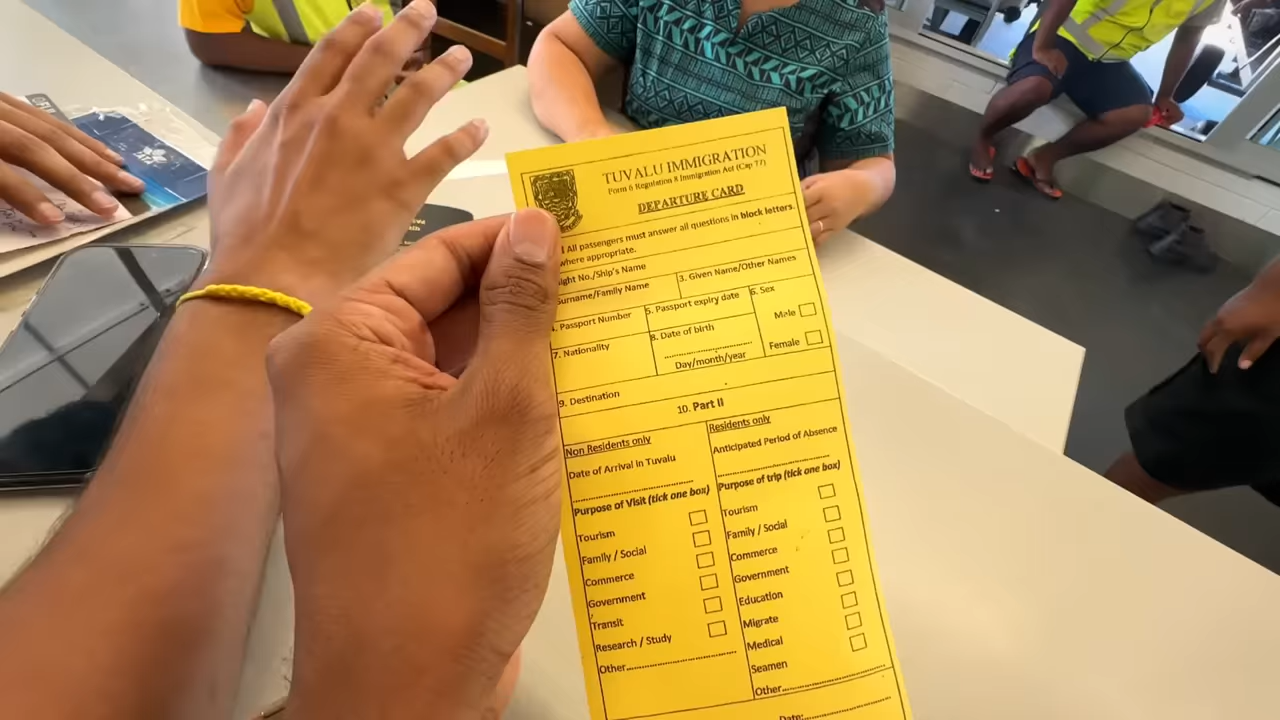 TUVALU IMMIGRATION
Form 6 Regulation 8 Immigration Act (Cap 77)
DEPARTURE CARD
All passengers must answer all questions in block letters.
where appropriate.
ight No./Ship's Name
Surname/Family Name
3. Given Name/Other Names
4. Passport Number
5. Passport expiry date
6. Sex
Male
Female
7. Nationality
8. Date of birth
Day/month/year
9. Destination
10. Part II
Non Residents only
Date of Arrival in Tuvalu
Purpose of Visit (tick one box)
Tourism
Family / Social
Commerce
Government
Transit
Research / Study
Other
Residents only
Anticipated Period of Absence
Purpose of trip (tick one box)
Tourism
Family / Social
Commerce
Government
Education
Migrate
Medical
Seamen
Other
Date: